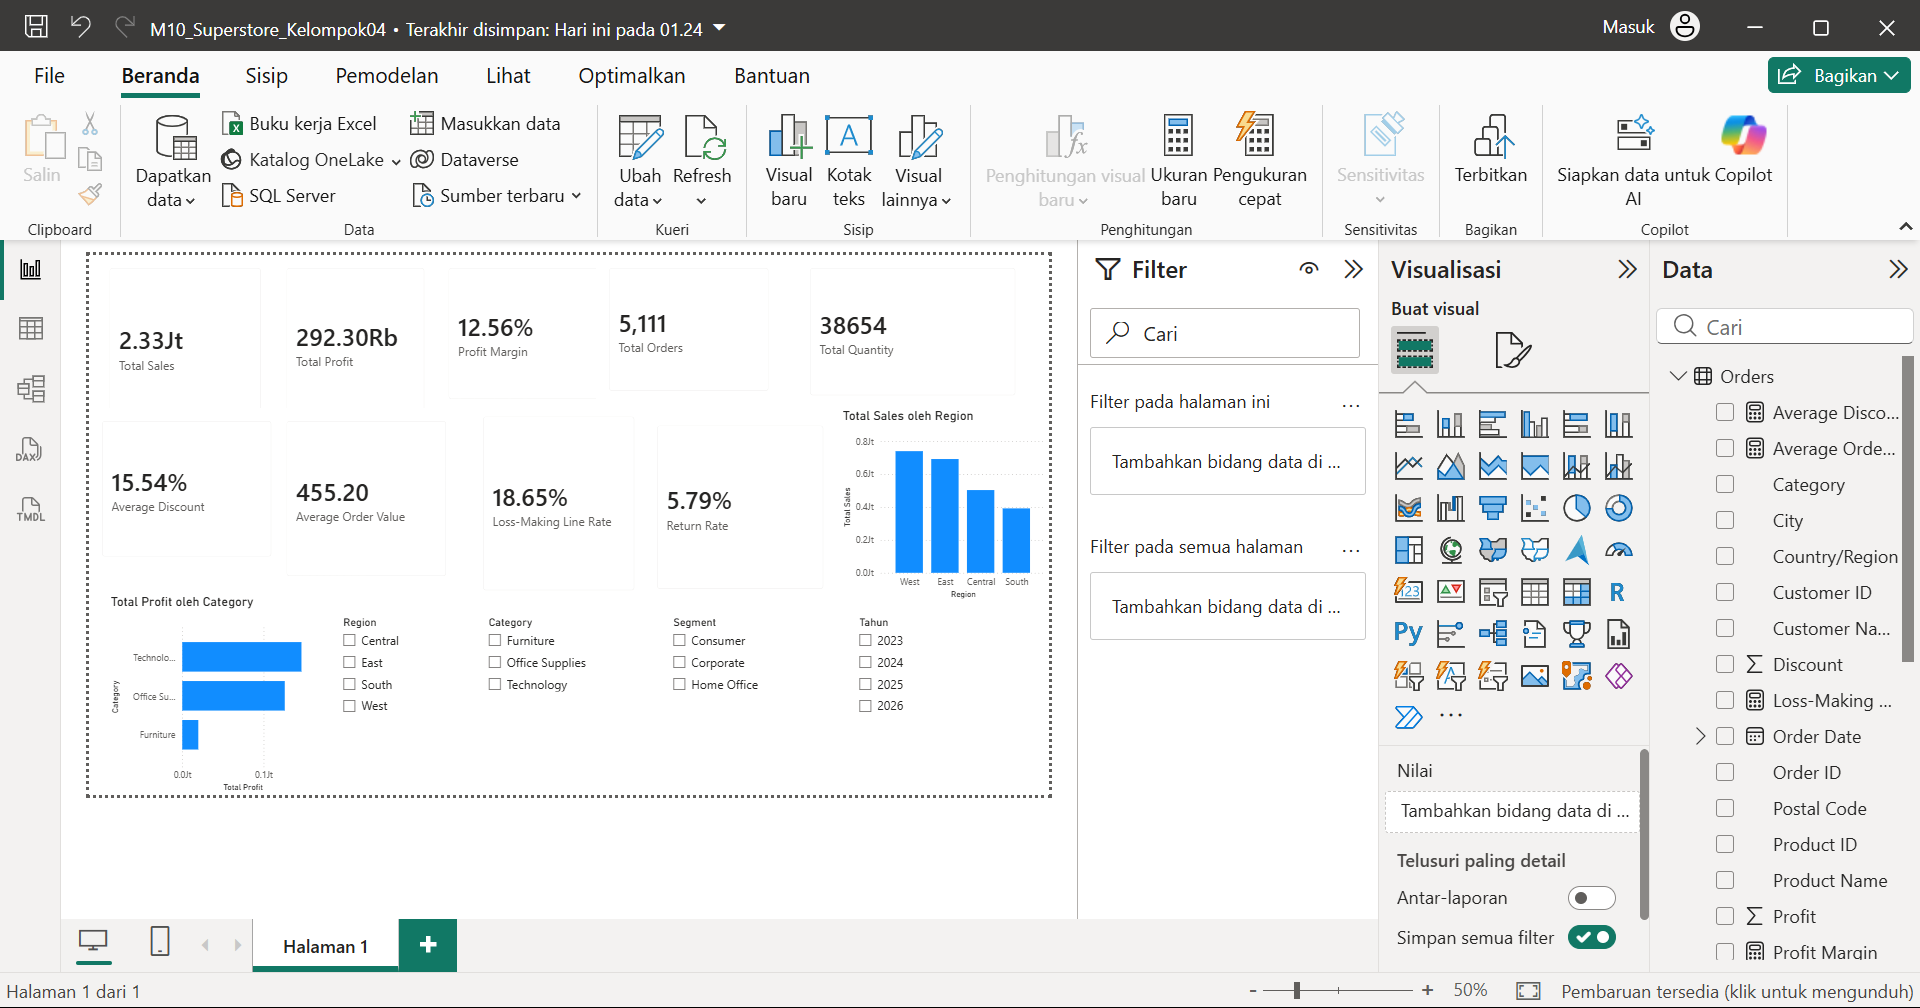 M10_Superstore_Kelompok04 • Terakhir disimpan: Hari ini pada 01.24
Masuk
File
Beranda
Sisip
Pemodelan
Lihat
Optimalkan
Bantuan
Bagikan
Salin
Clipboard
Dapatkan data
Buku kerja Excel
Katalog OneLake
SQL Server
Masukkan data
Dataverse
Sumber terbaru
Data
Ubah data
Refresh
Kueri
Visual baru
Kotak teks
Visual lainnya
Sisip
Penghitungan visual baru
Ukuran baru
Pengukuran cepat
Penghitungan
Sensitivitas
Sensitivitas
Terbitkan
Bagikan
Siapkan data untuk AI
Copilot
Copilot
DAX
TMDL
2.33Jt
Total Sales
292.30Rb
Total Profit
12.56%
Profit Margin
5,111
Total Orders
38654
Total Quantity
15.54%
Average Discount
455.20
Average Order Value
18.65%
Loss-Making Line Rate
5.79%
Return Rate
Total Sales oleh Region
Total Sales
0.8Jt
0.6Jt
0.4Jt
0.2Jt
0.0Jt
West East Central South
Region
Total Profit oleh Category
Category
Technolo...
Office Su...
Furniture
0.0Jt 0.1Jt
Total Profit
Region
Central
East
South
West
Category
Furniture
Office Supplies
Technology
Segment
Consumer
Corporate
Home Office
Tahun
2023
2024
2025
2026
Filter
Cari
Filter pada halaman ini ...
Tambahkan bidang data di ...
Filter pada semua halaman ...
Tambahkan bidang data di ...
Visualisasi
Buat visual
123
R
Py
...
Nilai
Tambahkan bidang data di ...
Telusuri paling detail
Antar-laporan
Simpan semua filter
Data
Cari
Orders
Average Disco...
Average Orde...
Category
City
Country/Region
Customer ID
Customer Na...
Discount
Loss-Making ...
Order Date
Order ID
Postal Code
Product ID
Product Name
Profit
Profit Margin
Halaman 1
+
Halaman 1 dari 1
- + 50%
Pembaruan tersedia (klik untuk mengunduh)